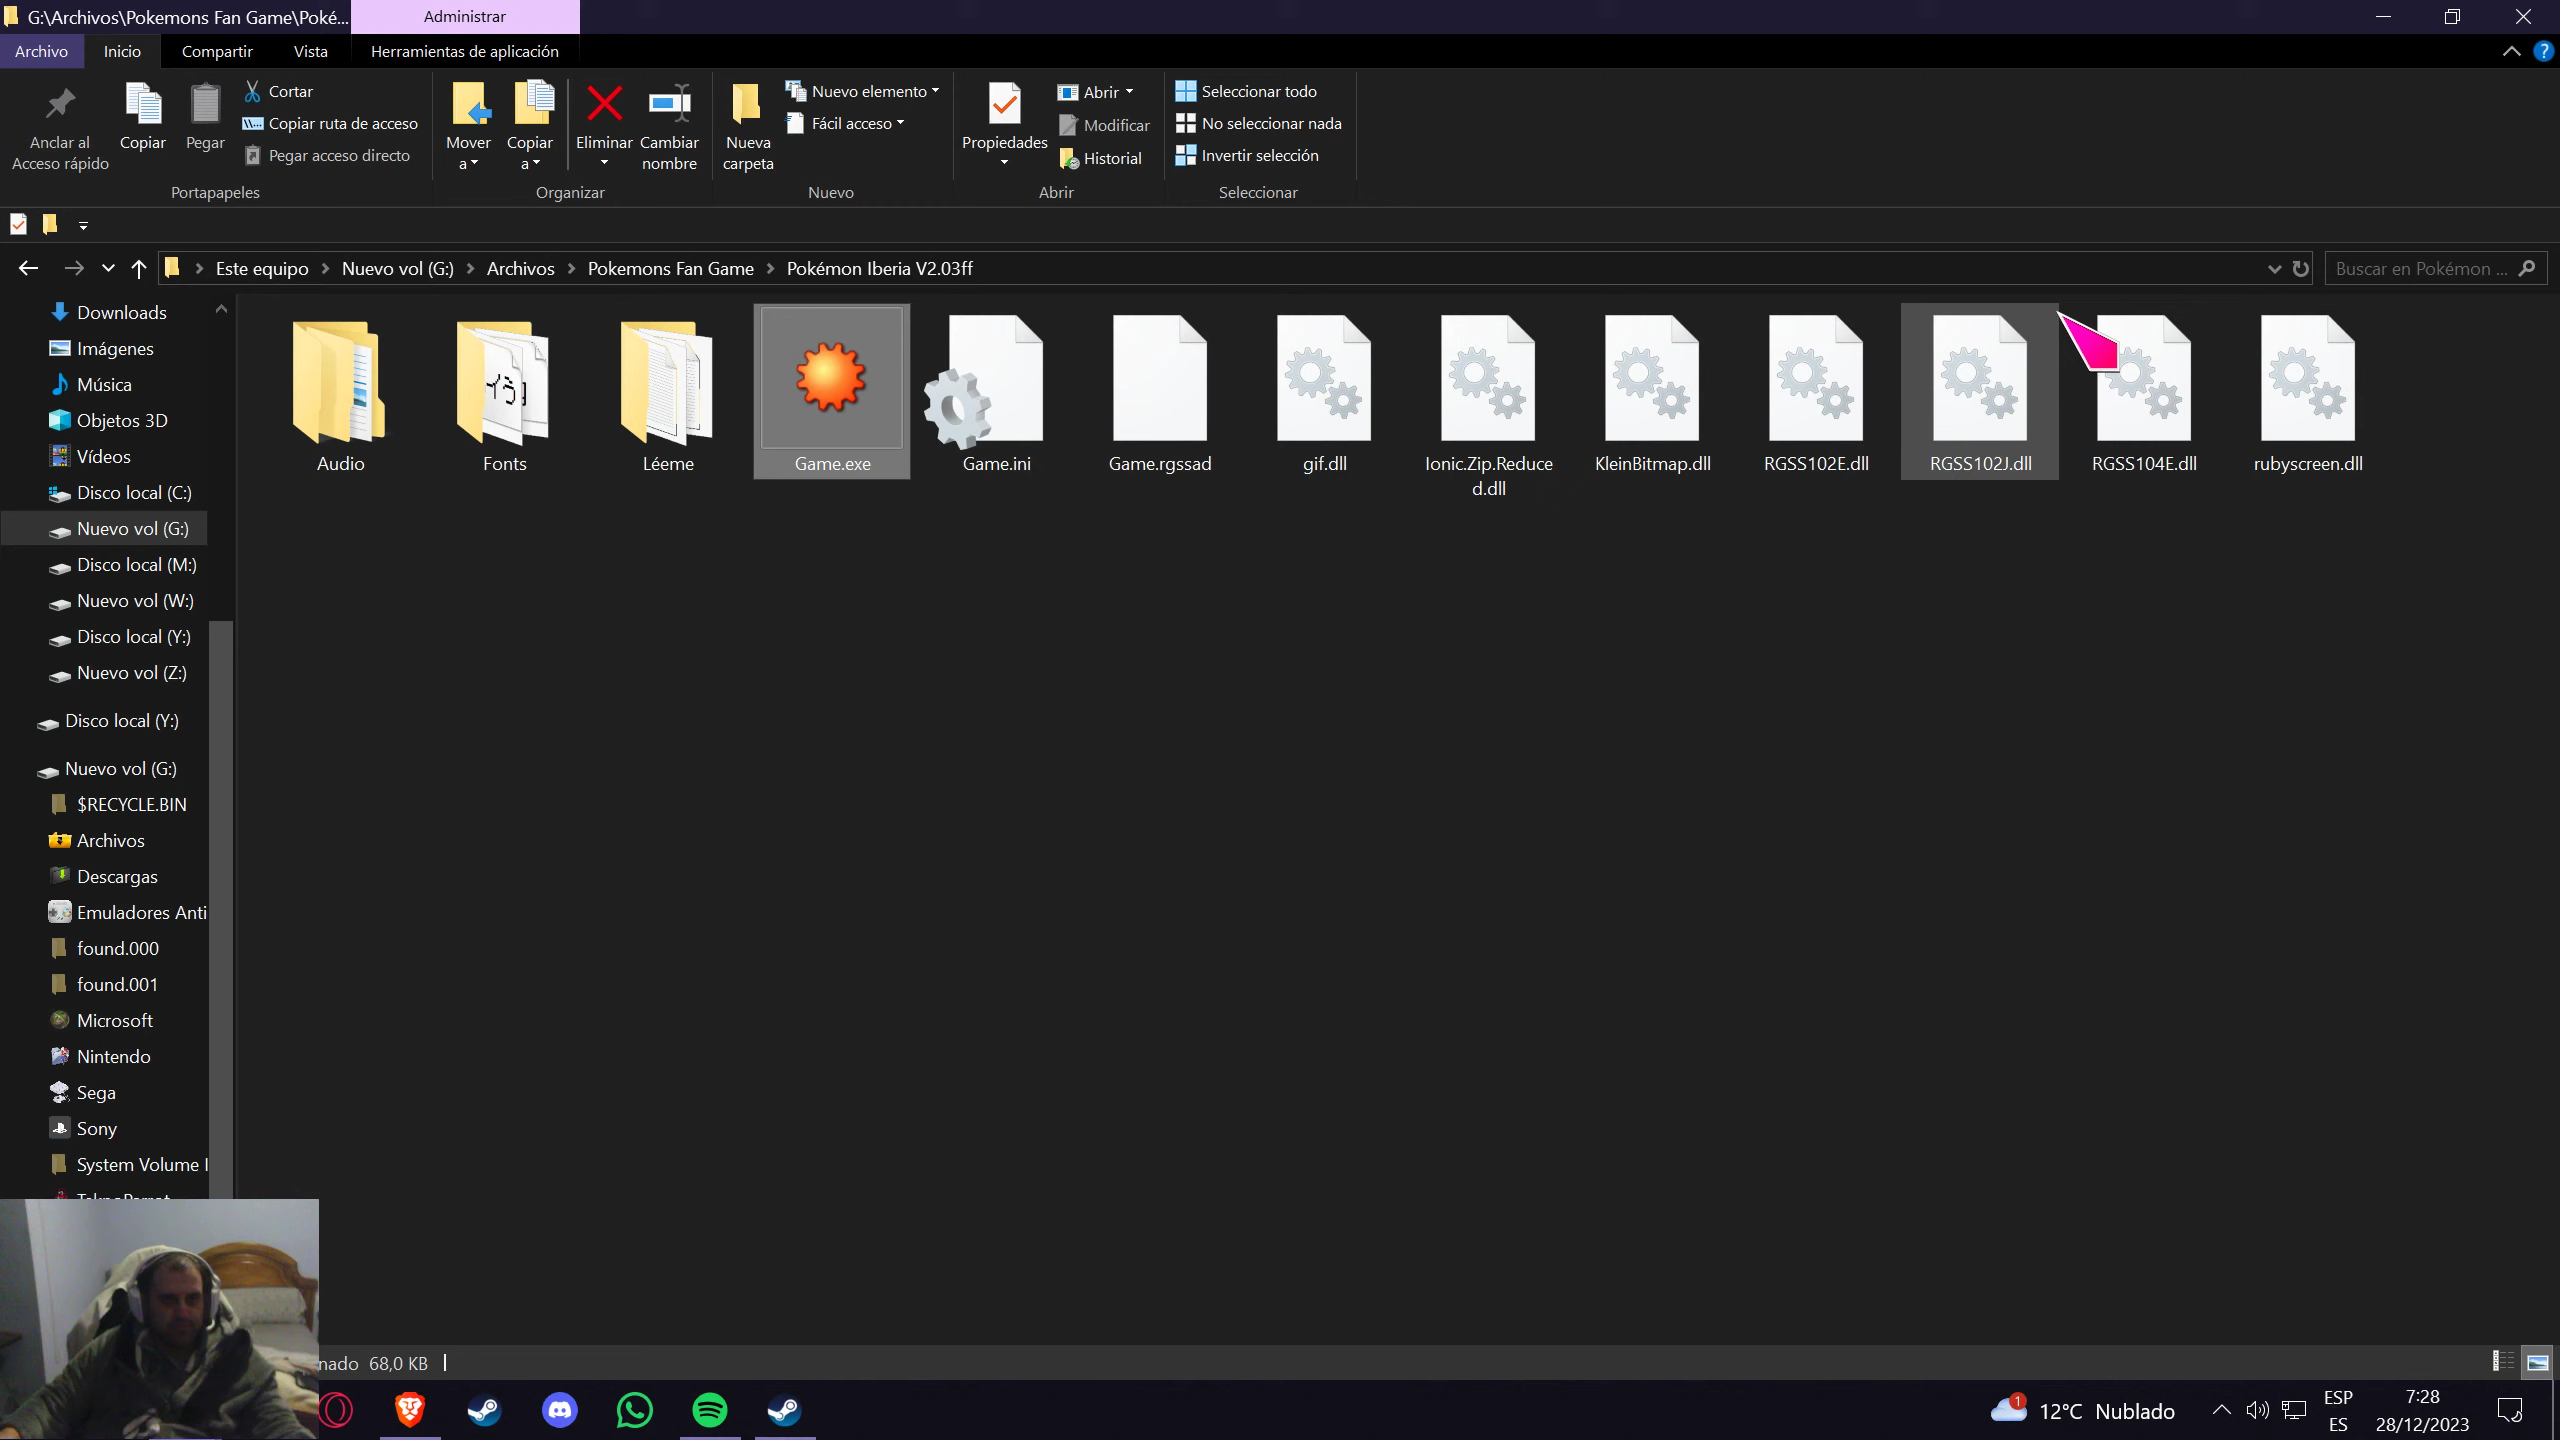 G:\Archivos\Pokemons Fan Game\Poké...
Administrar
Archivo
Inicio
Compartir
Vista
Herramientas de aplicación
Anclar al
Acceso rápido
Copiar
Pegar
Cortar
Copiar ruta de acceso
Pegar acceso directo
Portapapeles
Mover
a
Copiar
a
Eliminar
Cambiar
nombre
Organizar
Nueva
carpeta
Nuevo elemento
Fácil acceso
Nuevo
Propiedades
Abrir
Modificar
Historial
Abrir
Seleccionar todo
No seleccionar nada
Invertir selección
Seleccionar
Este equipo > Nuevo vol (G:) > Archivos > Pokemons Fan Game > Pokémon Iberia V2.03ff
Buscar en Pokémon ...
Downloads
Imágenes
Música
Objetos 3D
Vídeos
Disco local (C:)
Nuevo vol (G:)
Disco local (M:)
Nuevo vol (W:)
Disco local (Y:)
Nuevo vol (Z:)
Disco local (Y:)
Nuevo vol (G:)
$RECYCLE.BIN
Archivos
Descargas
Emuladores Anti
found.000
found.001
Microsoft
Nintendo
Sega
Sony
System Volume I
Audio
Fonts
Léeme
Game.exe
Game.ini
Game.rgssad
gif.dll
Ionic.Zip.Reduce
d.dll
KleinBitmap.dll
RGSS102E.dll
RGSS102J.dll
RGSS104E.dll
rubyscreen.dll
nado 68,0 KB
1
12°C Nublado
ESP
ES
7:28
28/12/2023